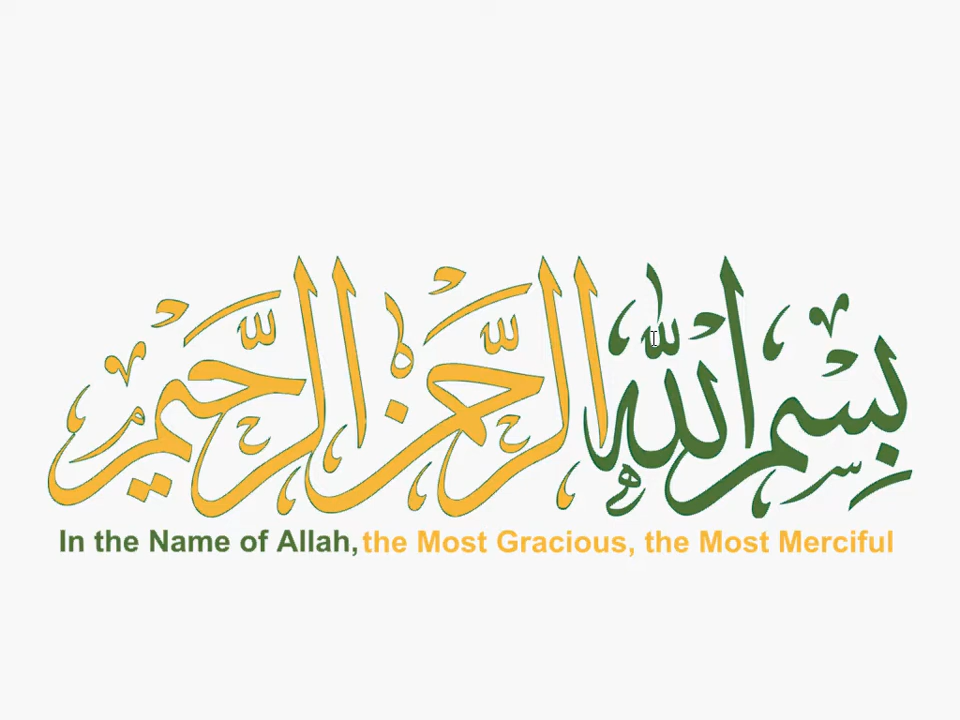 بسم الله الرحمن الرحيم
In the Name of Allah, the Most Gracious, the Most Merciful